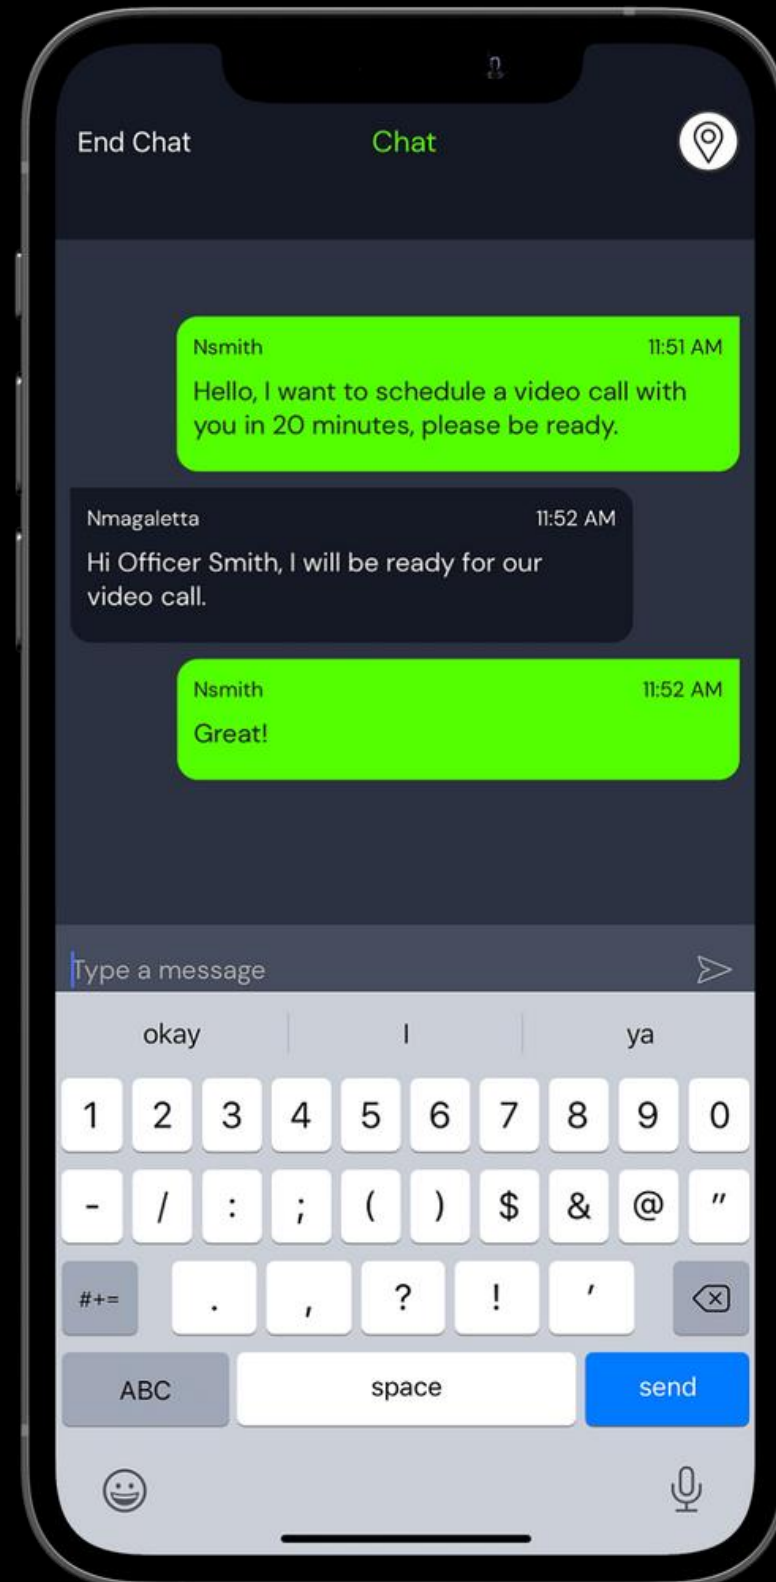 End Chat Chat
Nsmith 11:51 AM
Hello, I want to schedule a video call with
you in 20 minutes, please be ready.
Nmagaletta 11:52 AM
Hi Officer Smith, I will be ready for our
video call.
Nsmith 11:52 AM
Great!
Type a message
okay I ya
1 2 3 4 5 6 7 8 9 0
- / : ; ( ) $ & @ "
#+= . , ? ! '
ABC space send